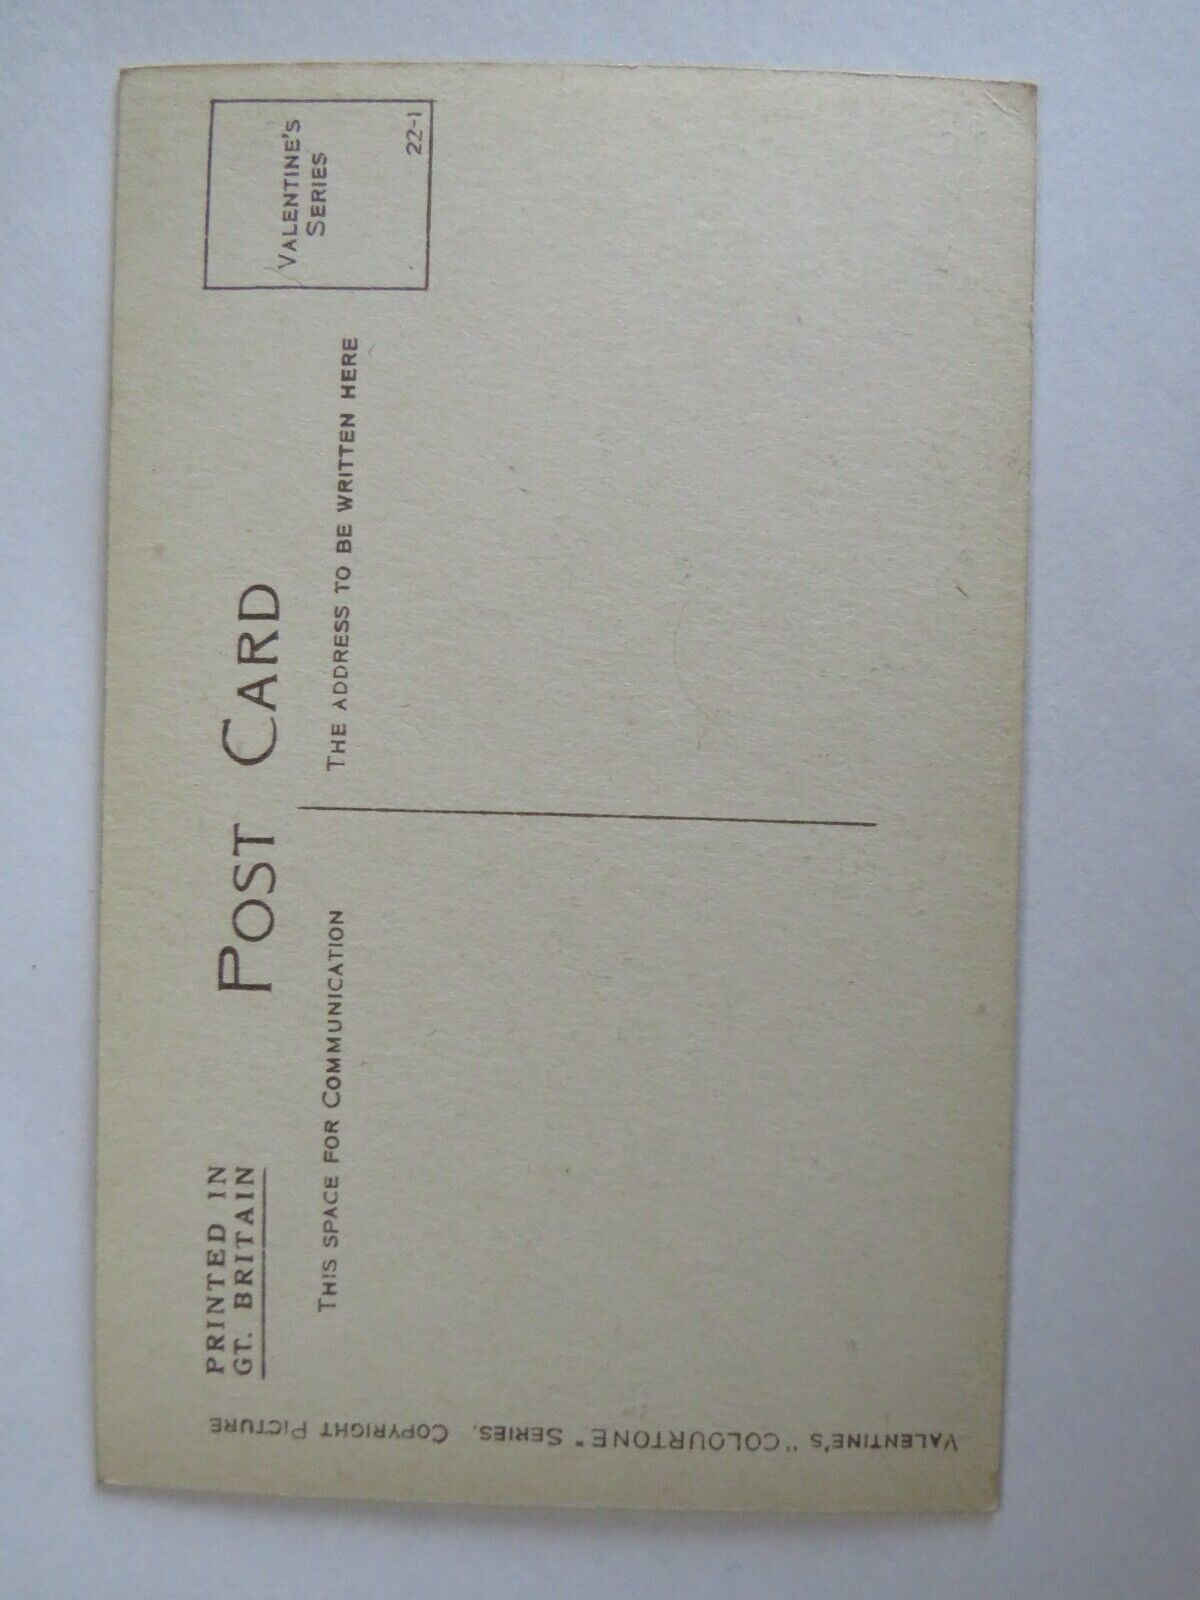 PRINTED IN
GT. BRITAIN
POST CARD
VALENTINE'S
SERIES
22-1
THIS SPACE FOR COMMUNICATION
THE ADDRESS TO BE WRITTEN HERE
VALENTINE'S "COLOURTONE" SERIES. COPYRIGHT PICTURE